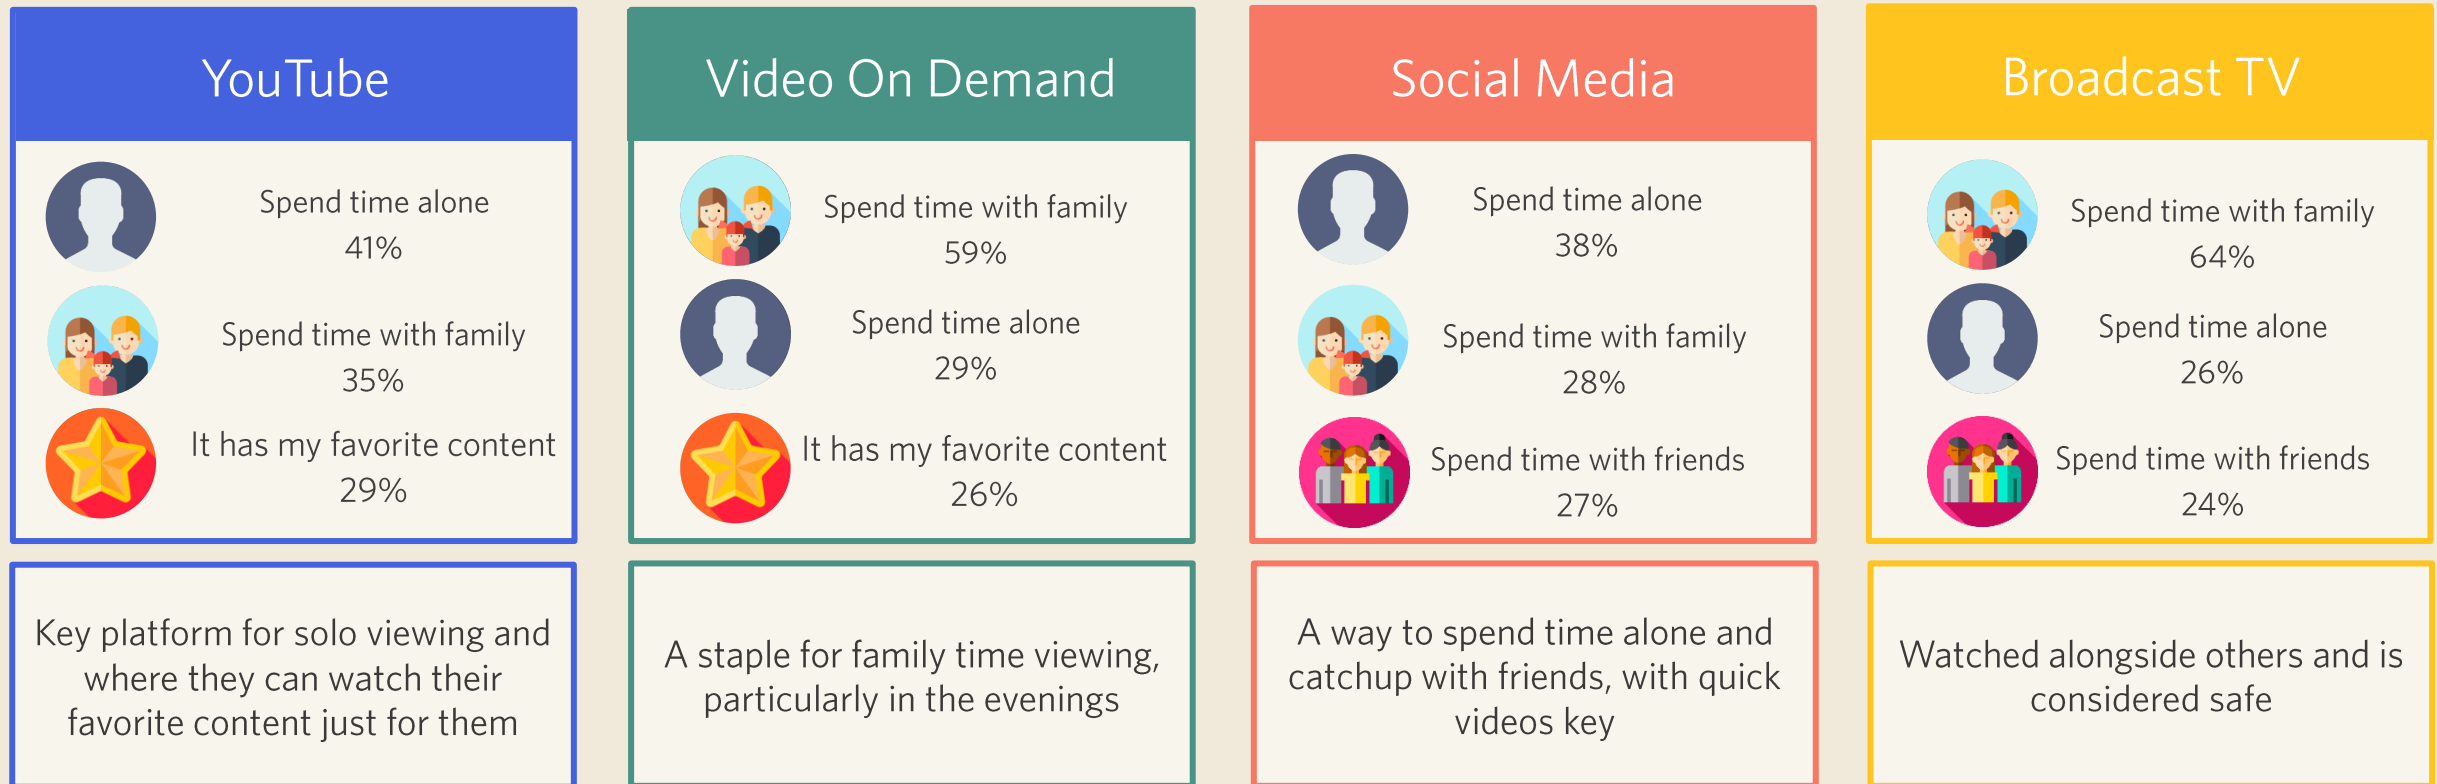 YouTube
Spend time alone
41%
Spend time with family
35%
It has my favorite content
29%
Key platform for solo viewing and
where they can watch their
favorite content just for them
Video On Demand
Spend time with family
59%
Spend time alone
29%
It has my favorite content
26%
A staple for family time viewing,
particularly in the evenings
Social Media
Spend time alone
38%
Spend time with family
28%
Spend time with friends
27%
A way to spend time alone and
catchup with friends, with quick
videos key
Broadcast TV
Spend time with family
64%
Spend time alone
26%
Spend time with friends
24%
Watched alongside others and is
considered safe